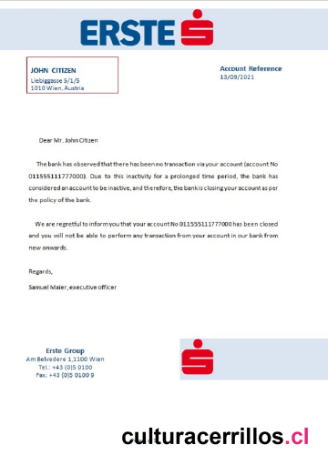 ERSTE
JOHN CITIZEN
Liebiggasse 5/1/5
1010 Wien, Austria
Account Reference
13/09/2021
Dear Mr. John Citizen
The bank has observed that there has been no transaction via your account (account No
011555111777000). Due to this inactivity for a prolonged time period, the bank has
considered an account to be inactive, and therefore, the bank is closing your account as per
the policy of the bank.
We are regretful to inform you that your account No 011555111777000 has been closed
and you will not be able to perform any transaction from your account in our bank from
new onwards.
Regards,
Samuel Maier, executive officer
Erste Group
Am Belvedere 1,1100 Wien
Tel.: +43 (0)5 0100
Fax: +43 (0)5 0100 9
culturacerrillos.cl